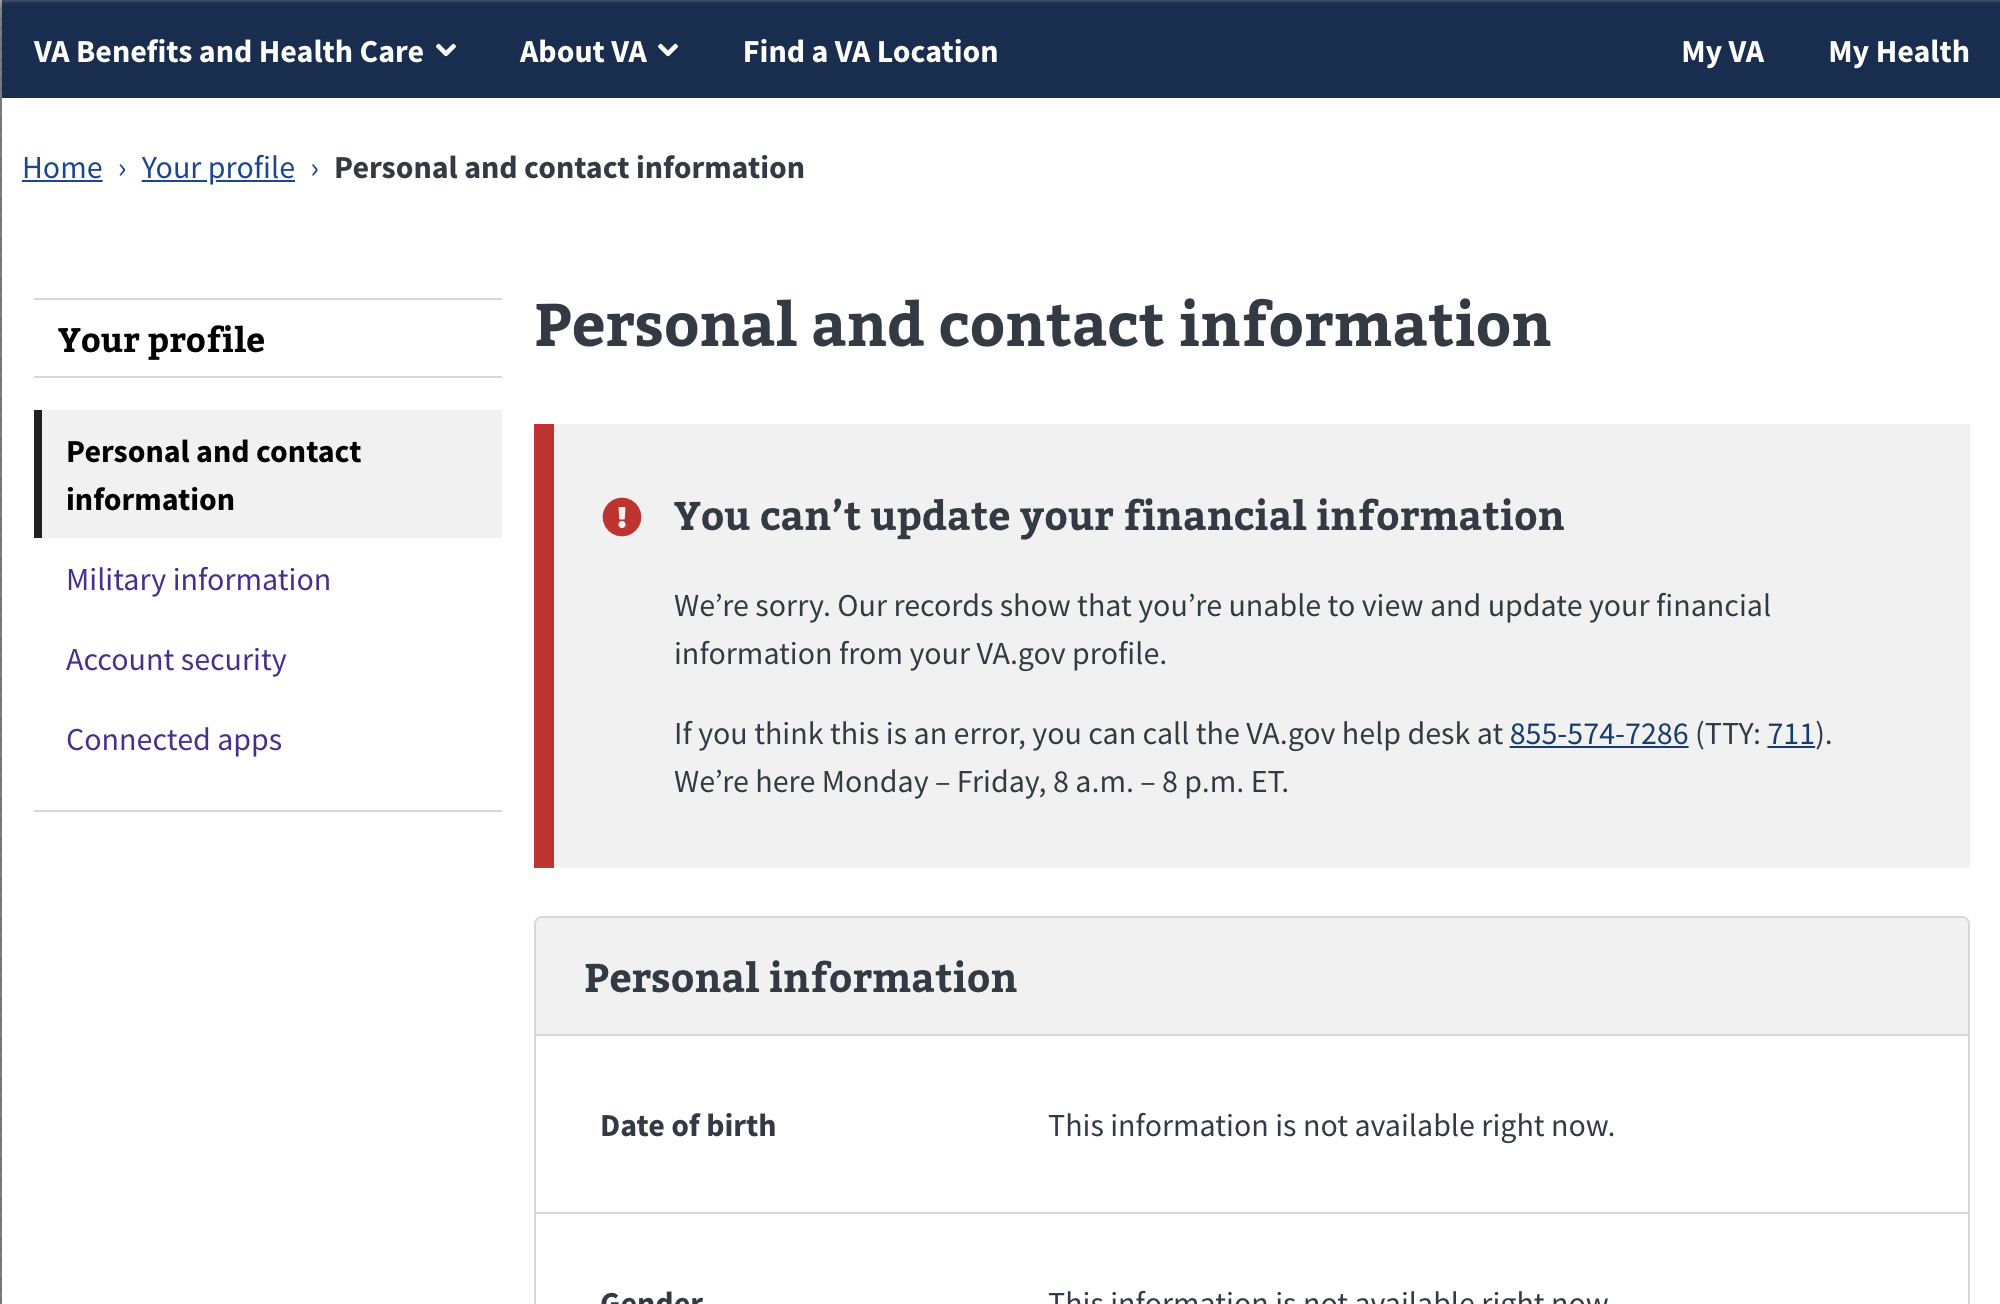 VA Benefits and Health Care
About VA
Find a VA Location
My VA
My Health
Home › Your profile › Personal and contact information
Your profile
Personal and contact
information
Military information
Account security
Connected apps
Personal and contact information
You can’t update your financial information
We’re sorry. Our records show that you’re unable to view and update your financial
information from your VA.gov profile.
If you think this is an error, you can call the VA.gov help desk at 855-574-7286 (TTY: 711).
We’re here Monday – Friday, 8 a.m. – 8 p.m. ET.
Personal information
Date of birth
This information is not available right now.
Gender
This information is not available right now.